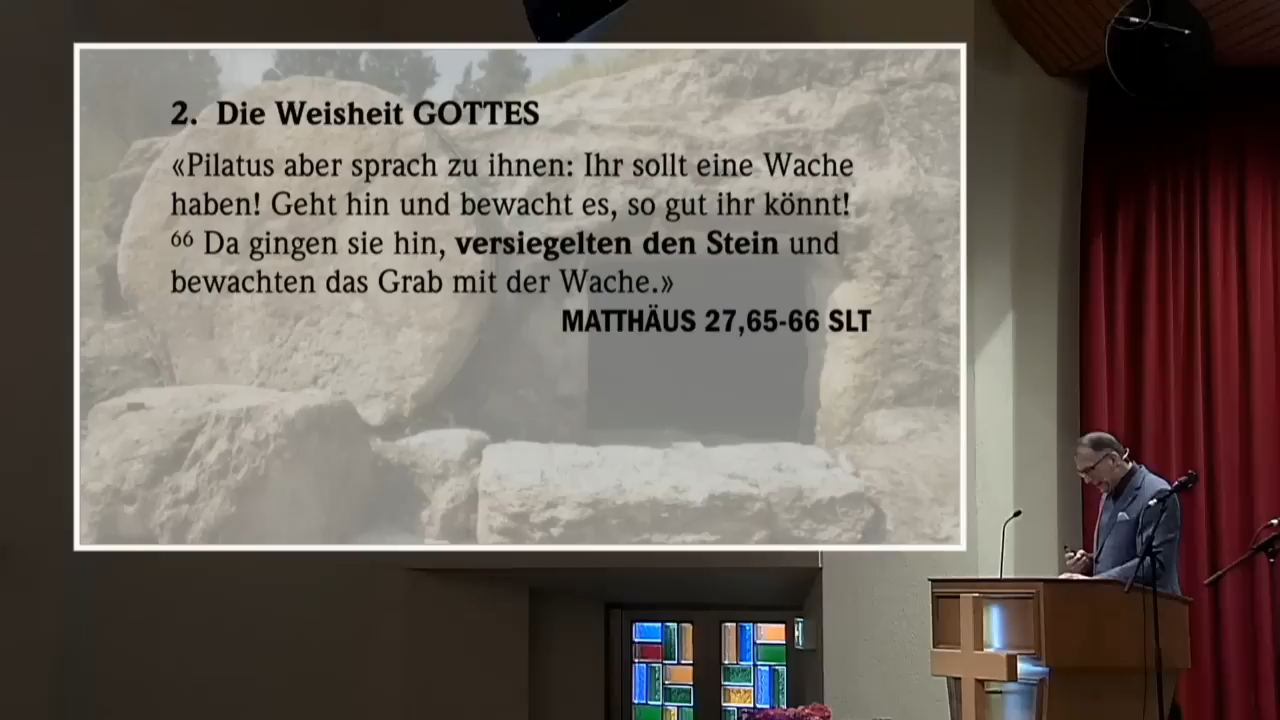 2. Die Weisheit GOTTES
«Pilatus aber sprach zu ihnen: Ihr sollt eine Wache
haben! Geht hin und bewacht es, so gut ihr könnt!
⁶⁶ Da gingen sie hin, versiegelten den Stein und
bewachten das Grab mit der Wache.»
MATTHÄUS 27,65-66 SLT